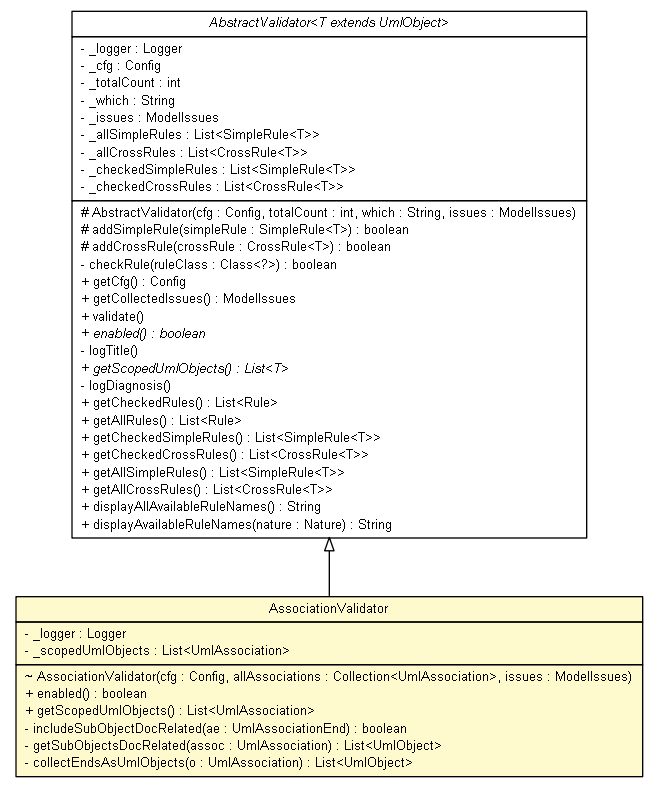 AbstractValidator<T extends UmlObject>
- _logger : Logger
- _cfg : Config
- _totalCount : int
- _which : String
- _issues : ModelIssues
- _allSimpleRules : List<SimpleRule<T>>
- _allCrossRules : List<CrossRule<T>>
- _checkedSimpleRules : List<SimpleRule<T>>
- _checkedCrossRules : List<CrossRule<T>>
# AbstractValidator(cfg : Config, totalCount : int, which : String, issues : ModelIssues)
# addSimpleRule(simpleRule : SimpleRule<T>) : boolean
# addCrossRule(crossRule : CrossRule<T>) : boolean
- checkRule(ruleClass : Class<?>) : boolean
+ getCfg() : Config
+ getCollectedIssues() : ModelIssues
+ validate()
+ enabled() : boolean
- logTitle()
+ getScopedUmlObjects() : List<T>
- logDiagnosis()
+ getCheckedRules() : List<Rule>
+ getAllRules() : List<Rule>
+ getCheckedSimpleRules() : List<SimpleRule<T>>
+ getCheckedCrossRules() : List<CrossRule<T>>
+ getAllSimpleRules() : List<SimpleRule<T>>
+ getAllCrossRules() : List<CrossRule<T>>
+ displayAllAvailableRuleNames() : String
+ displayAvailableRuleNames(nature : Nature) : String
AssociationValidator
- _logger : Logger
- _scopedUmlObjects : List<UmlAssociation>
~ AssociationValidator(cfg : Config, allAssociations : Collection<UmlAssociation>, issues : ModelIssues)
+ enabled() : boolean
+ getScopedUmlObjects() : List<UmlAssociation>
- includeSubObjectDocRelated(ae : UmlAssociationEnd) : boolean
- getSubObjectsDocRelated(assoc : UmlAssociation) : List<UmlObject>
- collectEndsAsUmlObjects(o : UmlAssociation) : List<UmlObject>